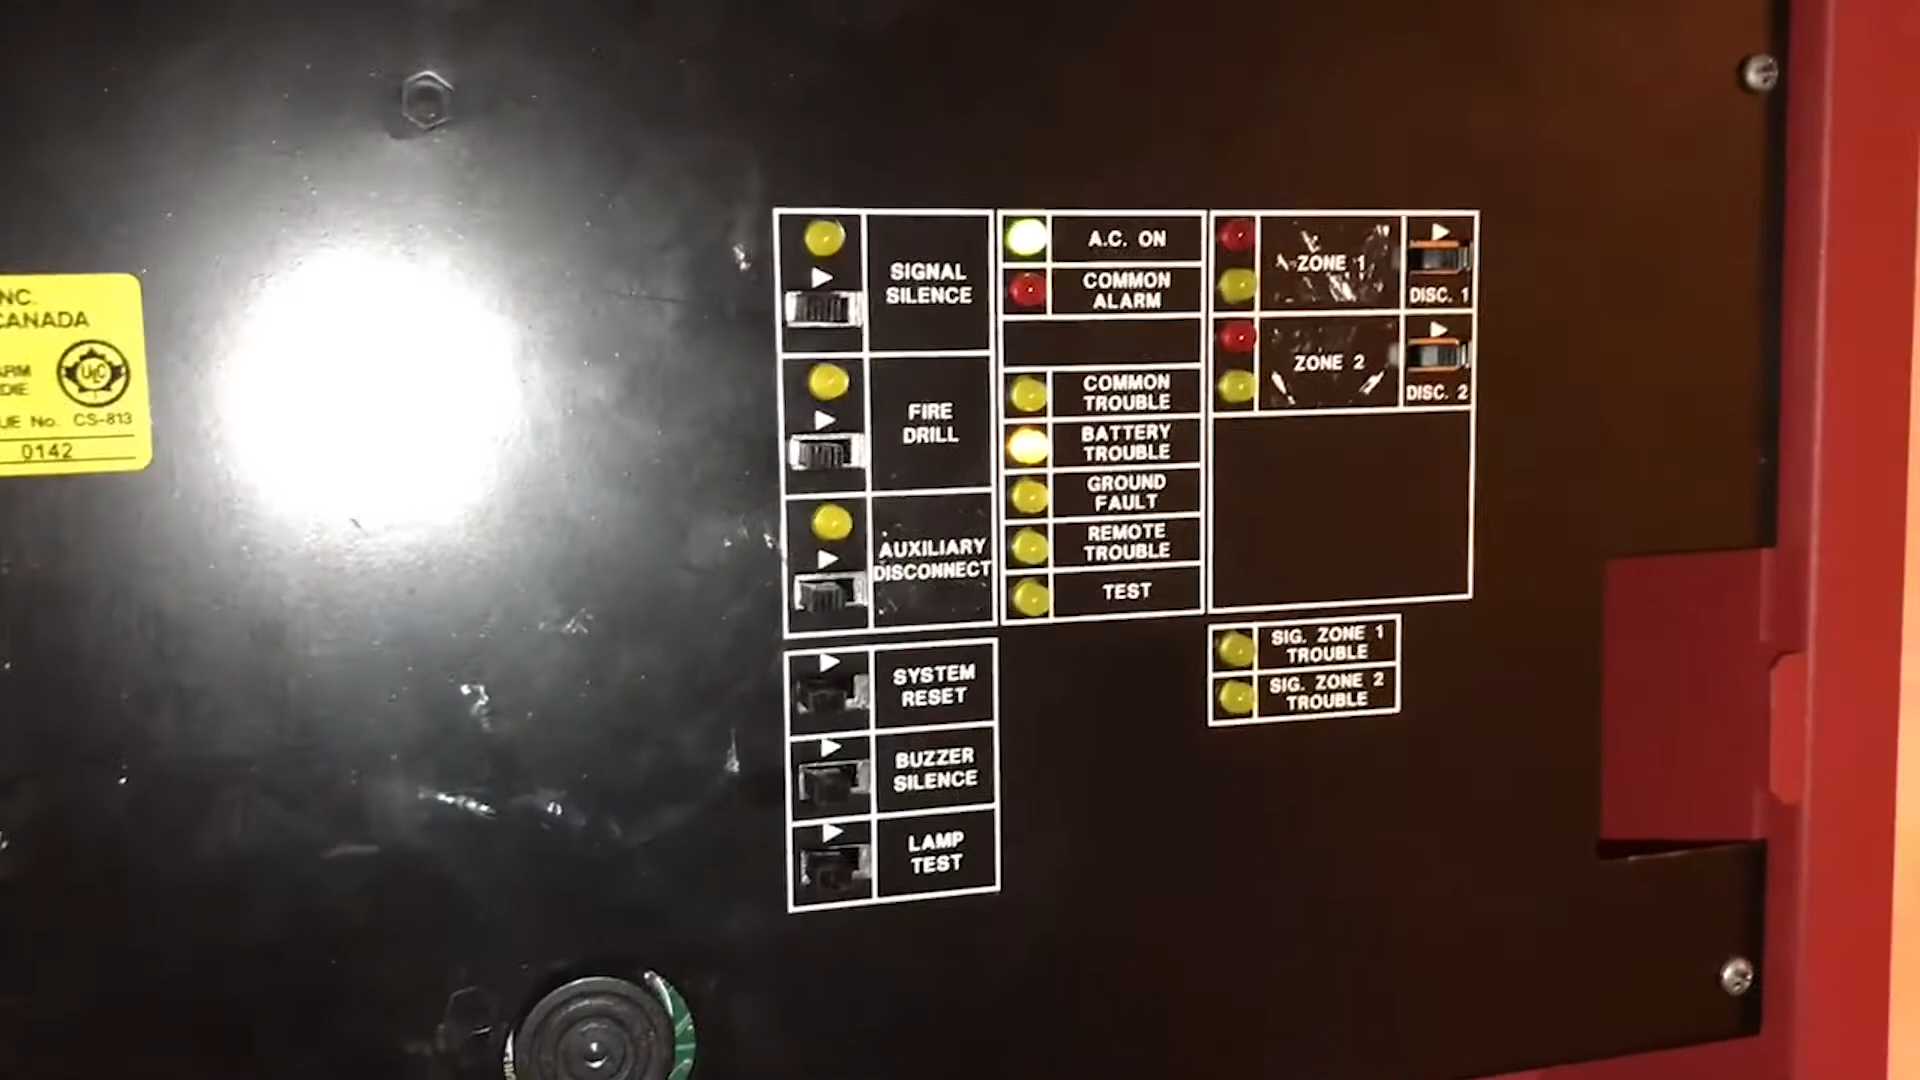 NC.
CANADA
ARM
DIE
ULC
UE No. CS-813
0142
SIGNAL
SILENCE
FIRE
DRILL
AUXILIARY
DISCONNECT
SYSTEM
RESET
BUZZER
SILENCE
LAMP
TEST
A.C. ON
COMMON
ALARM
COMMON
TROUBLE
BATTERY
TROUBLE
GROUND
FAULT
REMOTE
TROUBLE
TEST
ZONE 1
DISC. 1
ZONE 2
DISC. 2
SIG. ZONE 1
TROUBLE
SIG. ZONE 2
TROUBLE